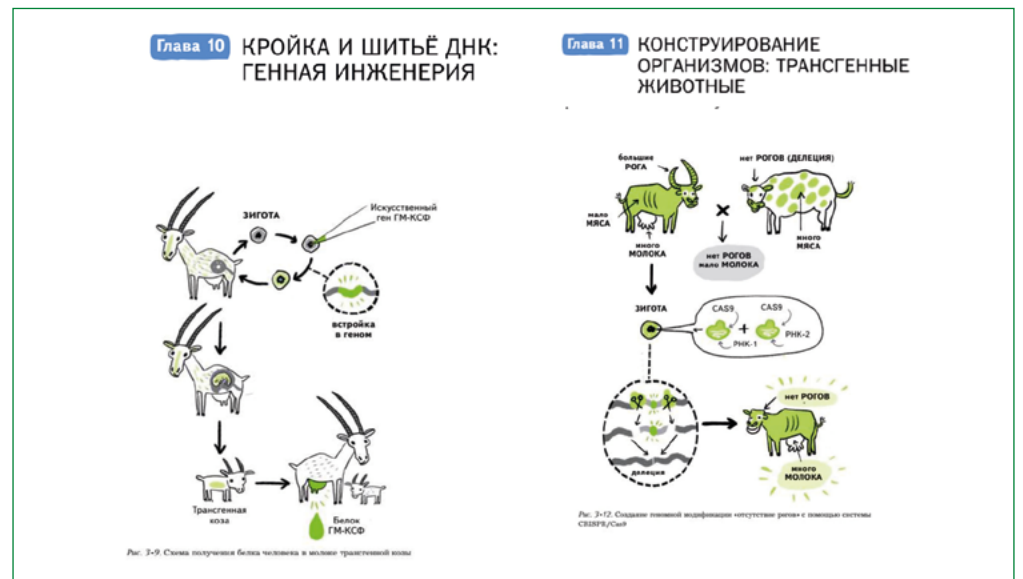 Глава 10 КРОЙКА И ШИТЬЁ ДНК:
ГЕННАЯ ИНЖЕНЕРИЯ
ЗИГОТА
Искусственный
ген ГМ-КСФ
встройка
в геном
Трансгенная
коза
Белок
ГМ-КСФ
Рис. 3-9. Схема получения белка человека в молоке трансгенной козы
Глава 11 КОНСТРУИРОВАНИЕ
ОРГАНИЗМОВ: ТРАНСГЕННЫЕ
ЖИВОТНЫЕ
большие
РОГА
нет РОГОВ (ДЕЛЕЦИЯ)
мало
МЯСА
много
МОЛОКА
много
МЯСА
нет РОГОВ
мало МОЛОКА
ЗИГОТА
CAS9
CAS9
РНК-1
РНК-2
делеция
нет РОГОВ
много
МОЛОКА
Рис. 3-12. Создание геномной модификации «отсутствие рогов» с помощью системы
CRISPR/Cas9